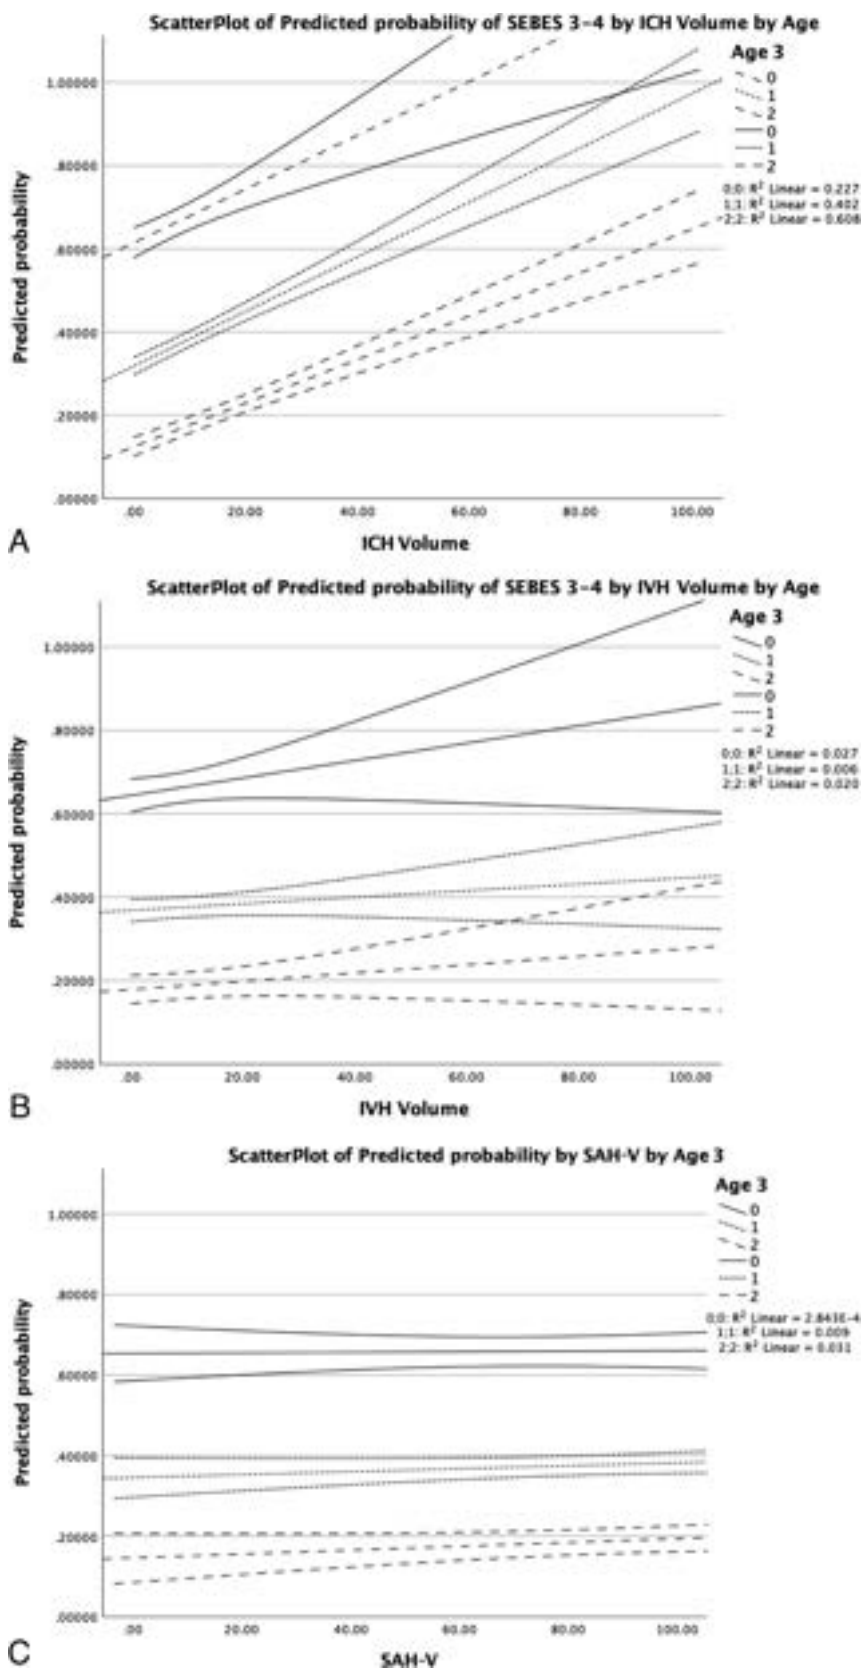 ScatterPlot of Predicted probability of SEBES 3-4 by ICH Volume by Age
Age 3
0
1
2
0
1
2
0:0: R² Linear = 0.227
1:1: R² Linear = 0.402
2:2: R² Linear = 0.608
Predicted probability
1.00000
.80000
.60000
.40000
.20000
.00000
.00 20.00 40.00 60.00 80.00 100.00
ICH Volume
A
ScatterPlot of Predicted probability of SEBES 3-4 by IVH Volume by Age
Age 3
0
1
2
0
1
2
0:0: R² Linear = 0.027
1:1: R² Linear = 0.006
2:2: R² Linear = 0.020
Predicted probability
1.00000
.80000
.60000
.40000
.20000
.00000
.00 20.00 40.00 60.00 80.00 100.00
IVH Volume
B
ScatterPlot of Predicted probability by SAH-V by Age 3
Age 3
0
1
2
0
1
2
0:0: R² Linear = 2.843E-4
1:1: R² Linear = 0.009
2:2: R² Linear = 0.031
Predicted probability
1.00000
.80000
.60000
.40000
.20000
.00000
.00 20.00 40.00 60.00 80.00 100.00
SAH-V
C